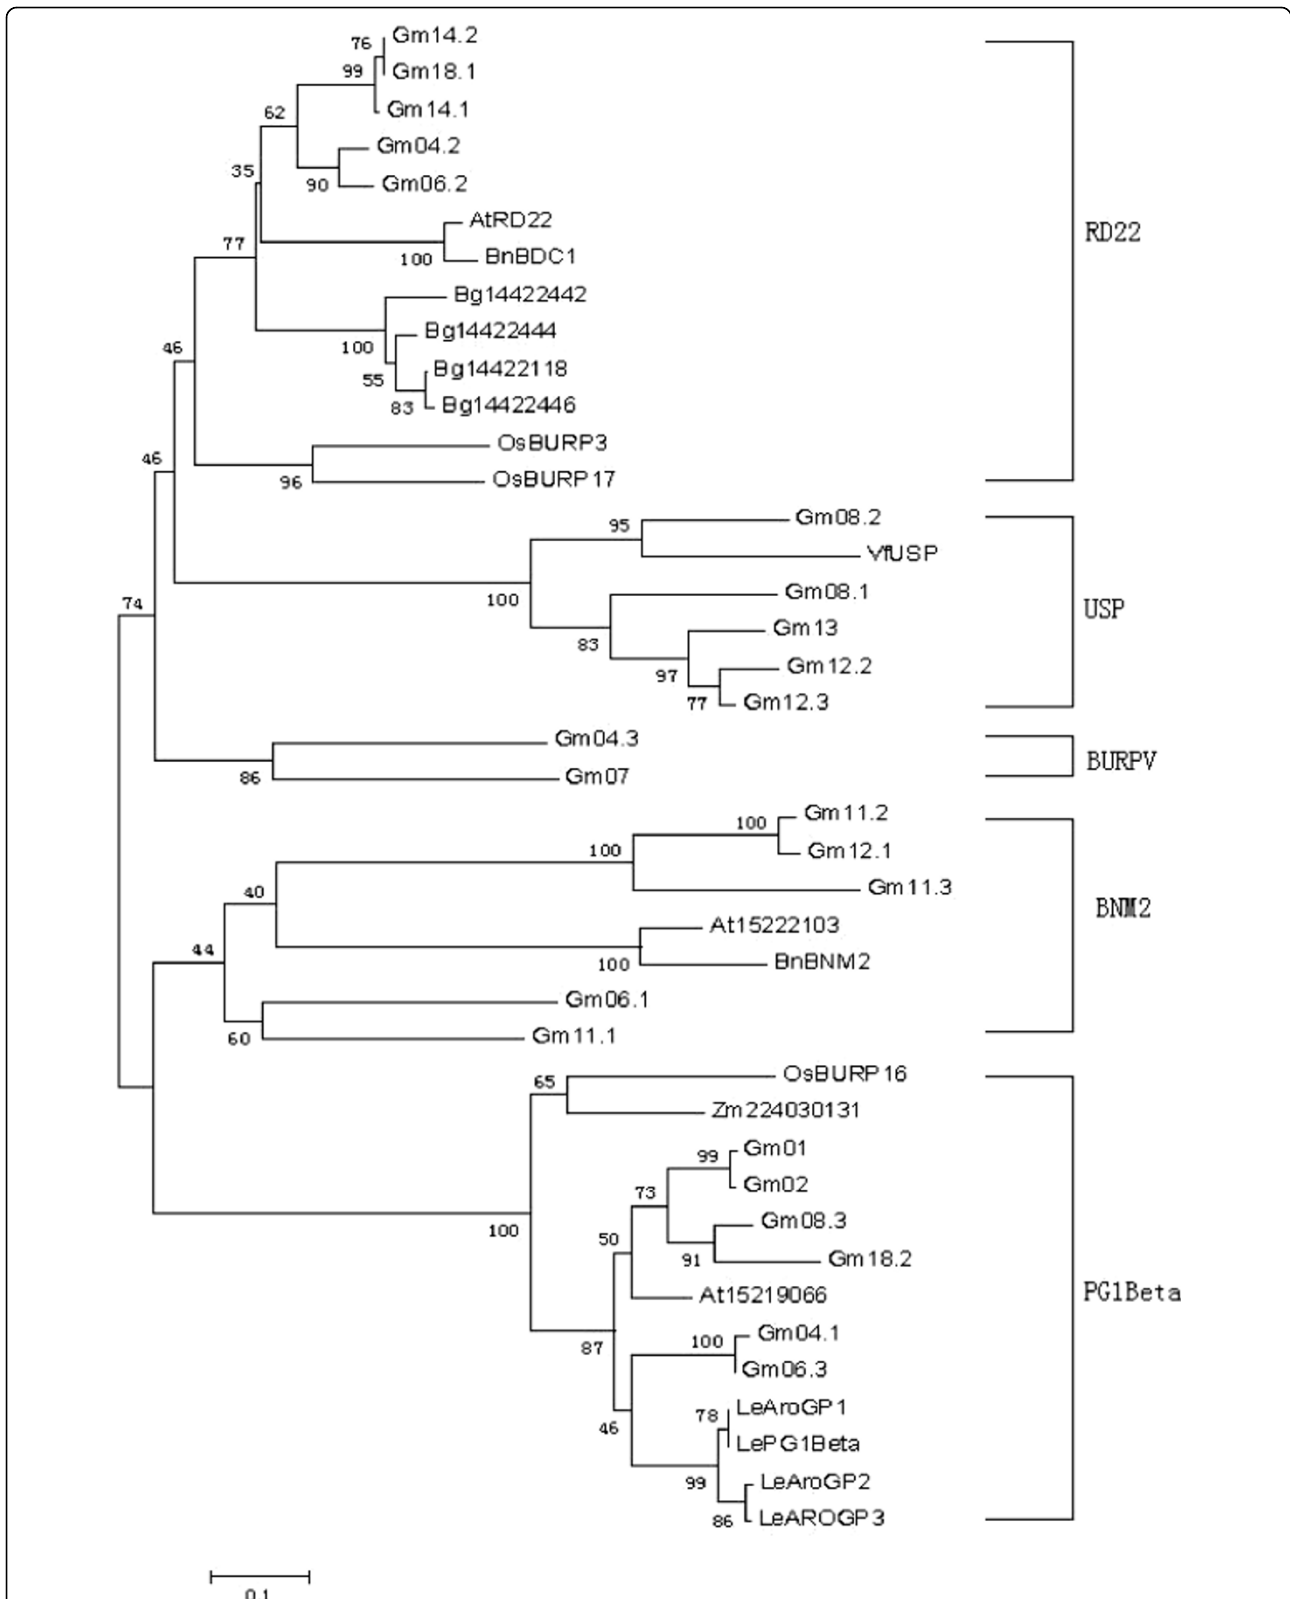 Gm14.2
76
99
Gm18.1
Gm14.1
62
Gm04.2
35
90
Gm06.2
AtRD22
RD22
77
100
BnBDC1
Bg14422442
Bg14422444
46
100
Bg14422118
55
83
Bg14422446
OsBURP3
46
96
OsBURP17
Gm08.2
95
VfUSP
100
Gm08.1
74
USP
Gm13
83
Gm12.2
97
77
Gm12.3
Gm04.3
BURPV
86
Gm07
Gm11.2
100
100
Gm12.1
40
Gm11.3
BNM2
At15222103
44
100
BnBNM2
Gm06.1
60
Gm11.1
OsBURP16
65
Zm224030131
Gm01
99
Gm02
73
Gm08.3
100
50
91
Gm18.2
At15219066
PG1Beta
Gm04.1
87
100
Gm06.3
LeAroGP1
78
46
LePG1Beta
99
LeAroGP2
86
LeAROGP3
0.1